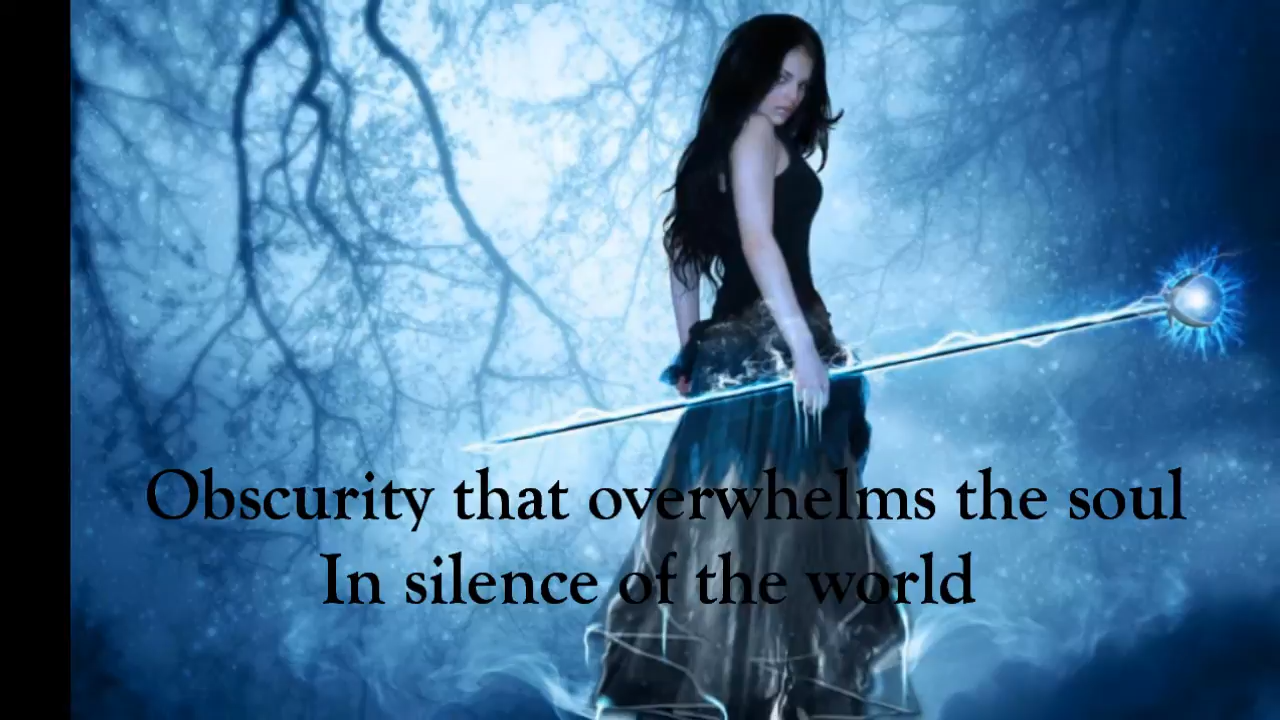 Obscurity that overwhelms the soul
In silence of the world